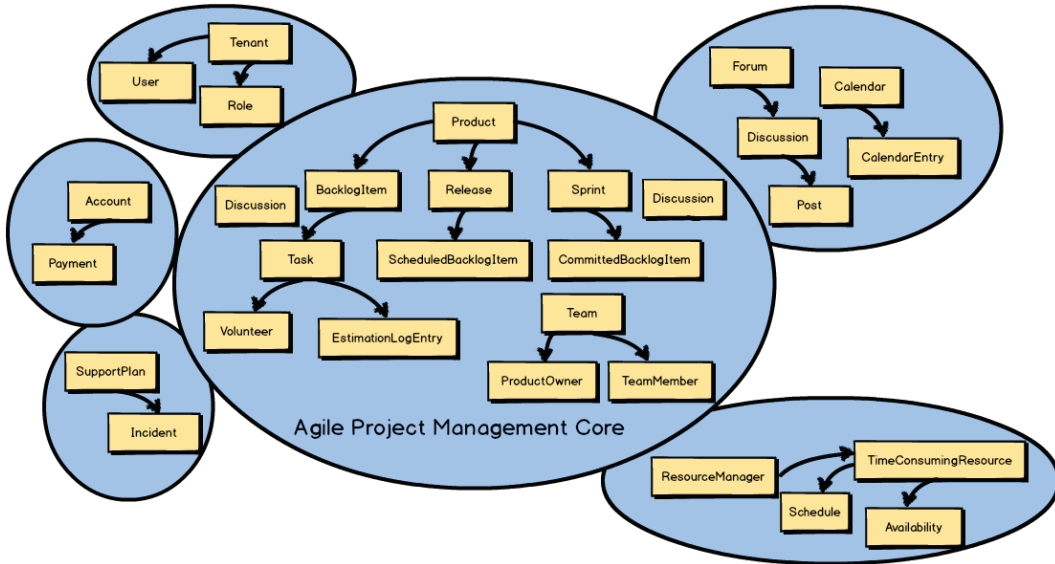 Tenant
User
Role
Forum
Calendar
Discussion
CalendarEntry
Post
Product
BacklogItem
Release
Sprint
Discussion
Discussion
Task
ScheduledBacklogItem
CommittedBacklogItem
Volunteer
EstimationLogEntry
Team
ProductOwner
TeamMember
Agile Project Management Core
Account
Payment
SupportPlan
Incident
ResourceManager
TimeConsumingResource
Schedule
Availability